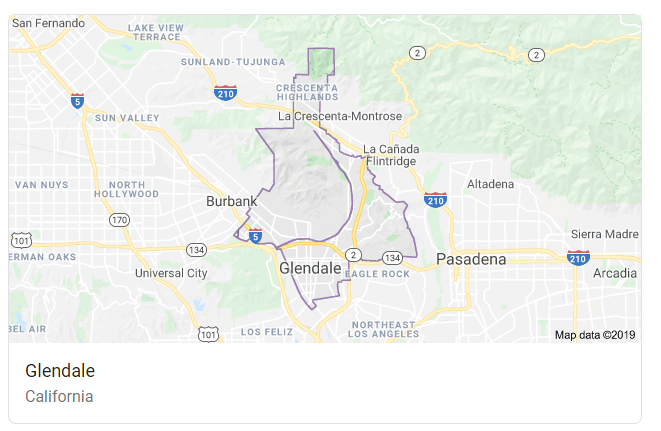 San Fernando
LAKE VIEW
TERRACE
2
2
SUNLAND-TUJUNGA
5
210
CRESCENTA
HIGHLANDS
SUN VALLEY
La Crescenta-Montrose
La Cañada
Flintridge
VAN NUYS
NORTH
HOLLYWOOD
Altadena
Burbank
210
170
101
5
Sierra Madre
134
2
134
ERMAN OAKS
Pasadena
210
Universal City
Glendale
EAGLE ROCK
Arcadia
BEL AIR
101
LOS FELIZ
NORTHEAST
LOS ANGELES
Map data ©2019
Glendale
California